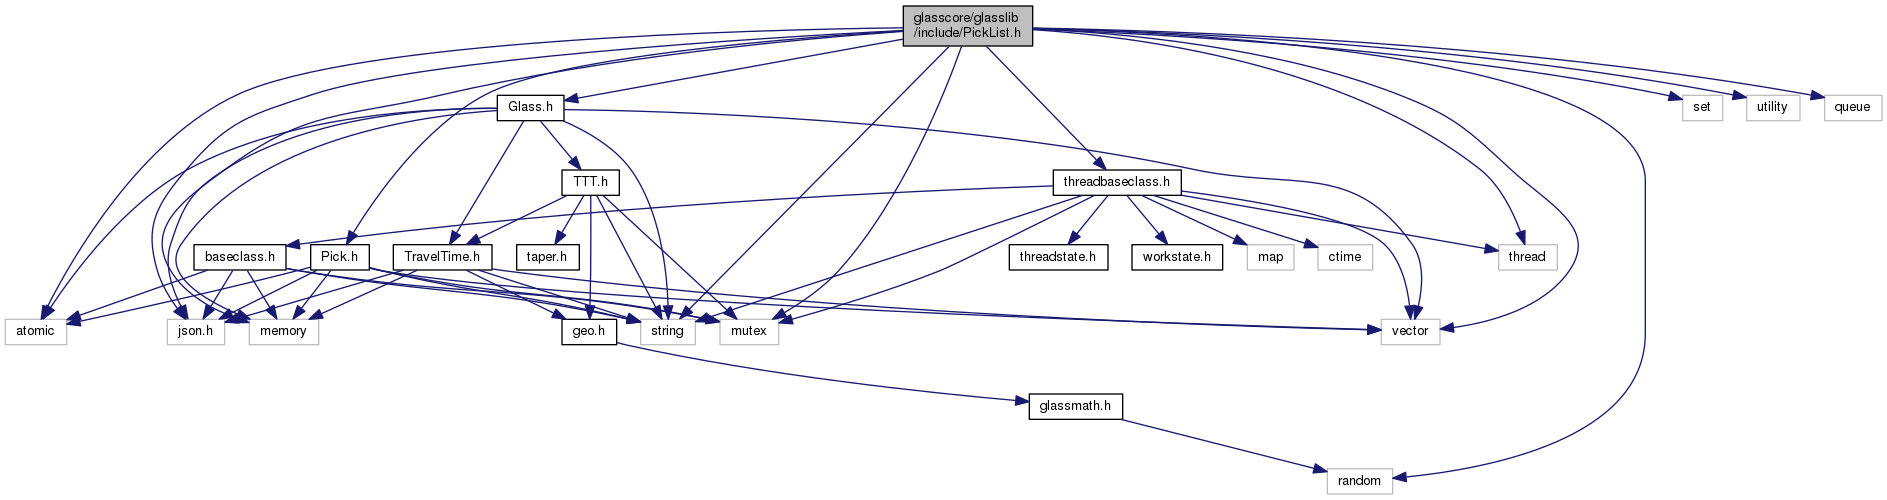 glasscore/glasslib
/include/PickList.h
Glass.h
set
utility
queue
TTT.h
threadbaseclass.h
baseclass.h
Pick.h
TravelTime.h
taper.h
threadstate.h
workstate.h
map
ctime
thread
atomic
json.h
memory
geo.h
string
mutex
vector
glassmath.h
random